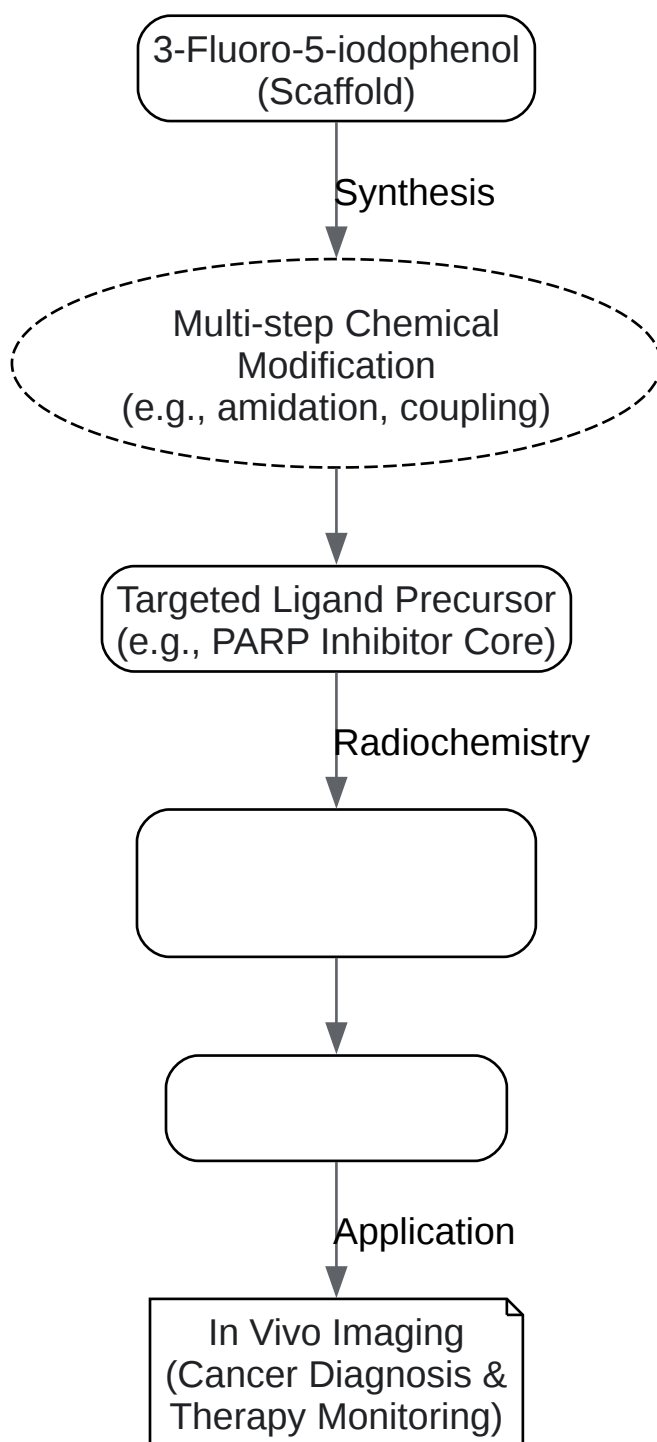 3-Fluoro-5-iodophenol
(Scaffold)
Synthesis
Multi-step Chemical
Modification
(e.g., amidation, coupling)
Targeted Ligand Precursor
(e.g., PARP Inhibitor Core)
Radiochemistry
Application
In Vivo Imaging
(Cancer Diagnosis &
Therapy Monitoring)